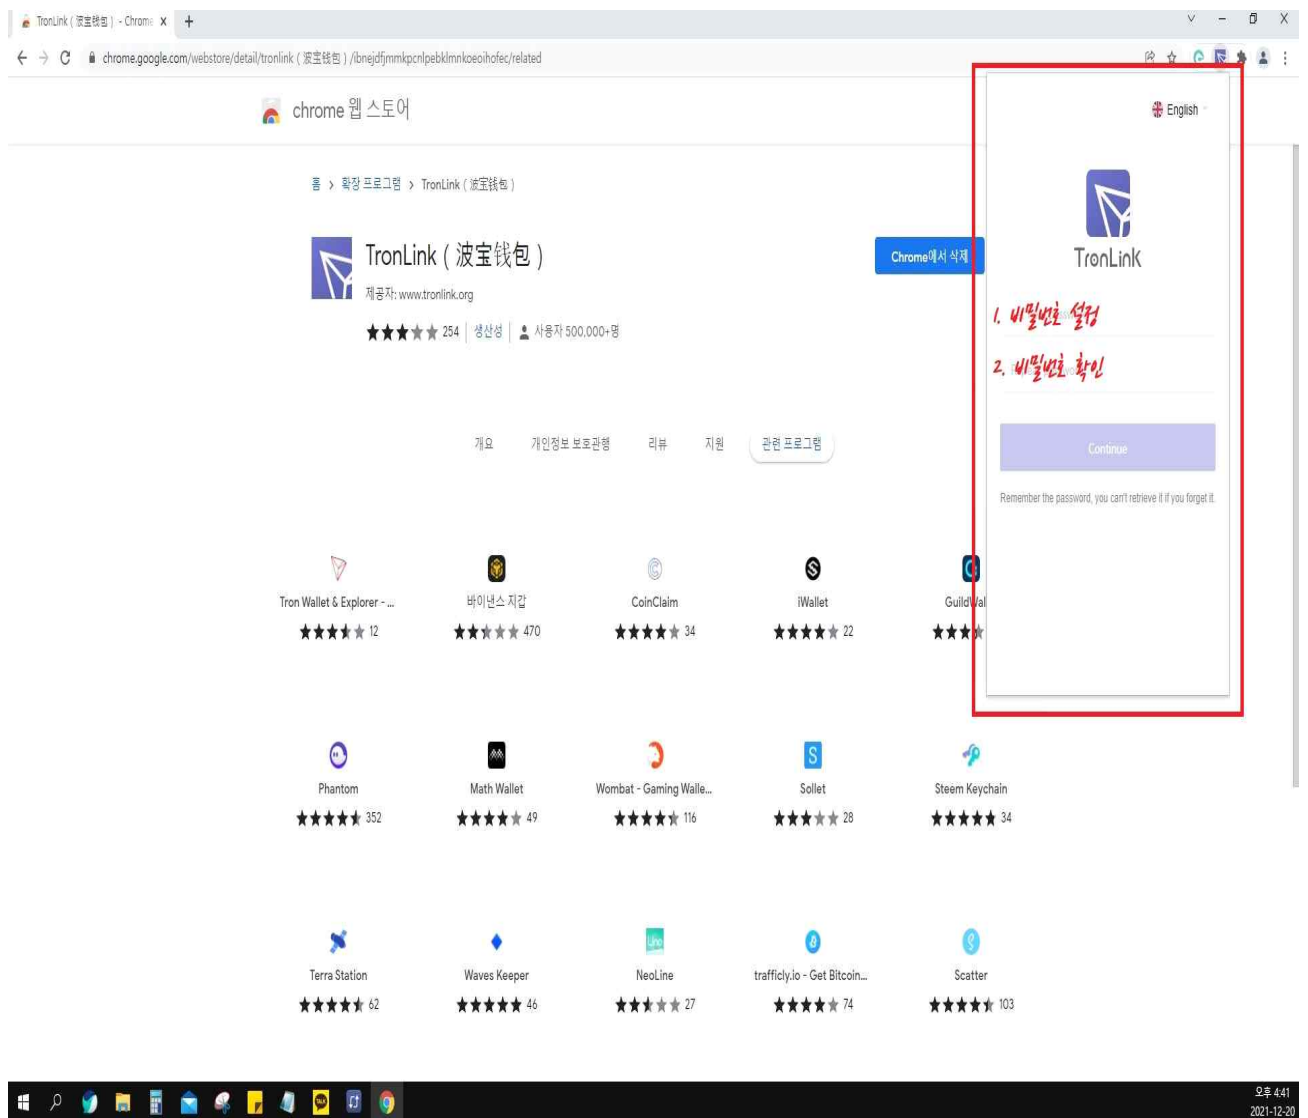 TronLink ( 波宝钱包 ) - Chrom
chrome.google.com/webstore/detail/tronlink ( 波宝钱包 ) /ibnejdfjmmkpcnlpebklmnkoeoihofec/related
chrome 웹 스토어
홈 > 확장 프로그램 > TronLink ( 波宝钱包 )
TronLink ( 波宝钱包 )
제공자: www.tronlink.org
254 | 생산성 | 사용자 500,000+명
Chrome에서 삭제
개요 개인정보 보호관행 리뷰 지원 관련 프로그램
English
TronLink
1. 비밀번호 설정
2. 비밀번호 확인
Continue
Remember the password, you can't retrieve it if you forget it.
Tron Wallet & Explorer - ... 바이낸스 지갑 CoinClaim iWallet GuildWal
12 470 34 22
Phantom Math Wallet Wombat - Gaming Walle... Sollet Steem Keychain
352 49 116 28 34
Terra Station Waves Keeper NeoLine trafficly.io - Get Bitcoin... Scatter
62 46 27 74 103
TALK
오후 4:41
2021-12-20